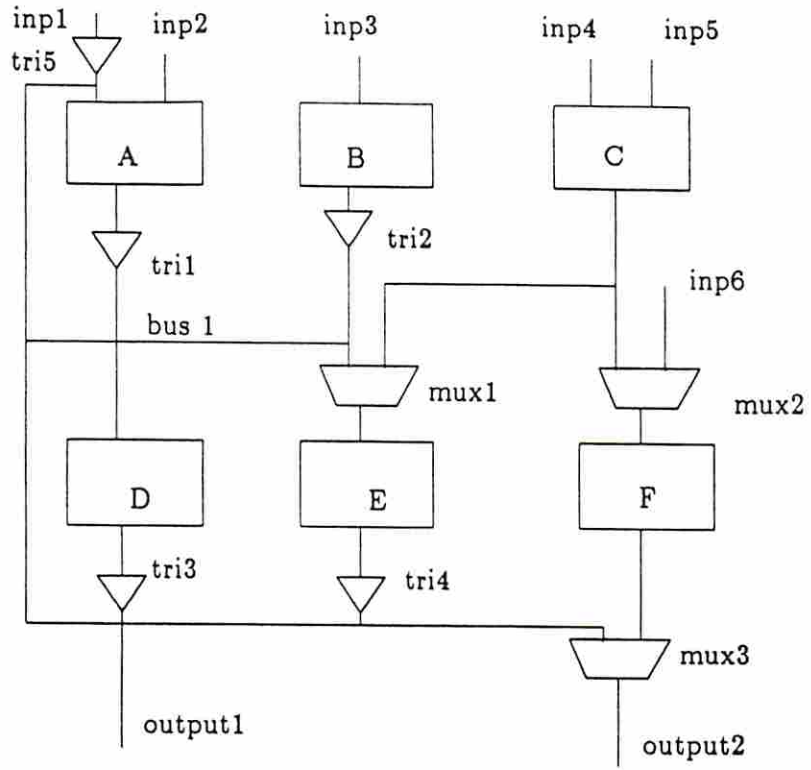 inp1
inp2
inp3
inp4
inp5
tri5
A
B
C
tri1
tri2
inp6
bus 1
mux1
mux2
D
E
F
tri3
tri4
mux3
output1
output2